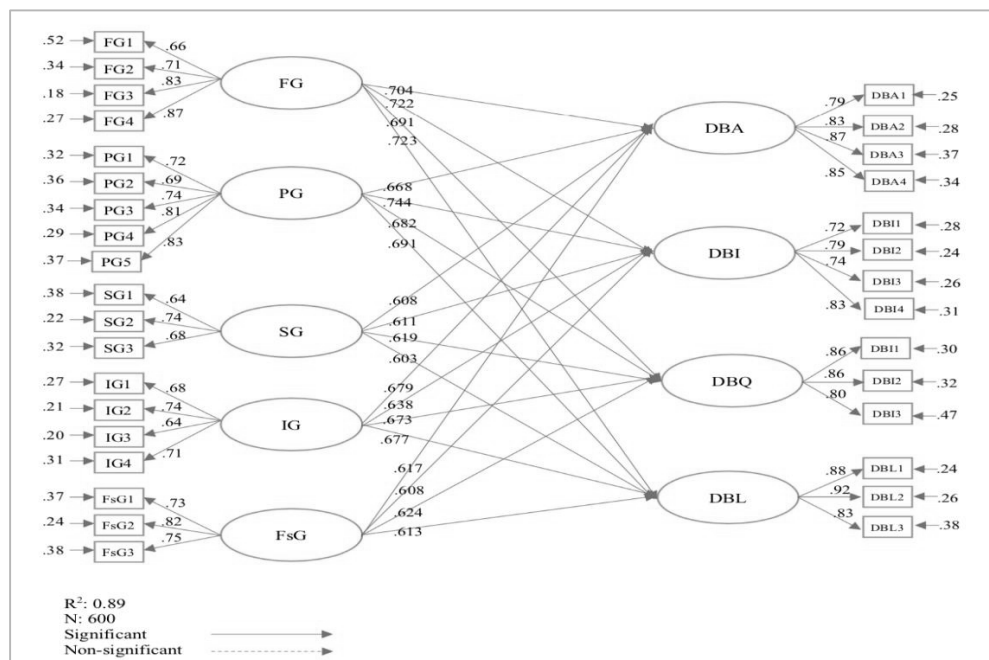 .52 FG1 .66
.34 FG2 .71
.18 FG3 .83
.27 FG4 .87
FG
.32 PG1 .72
.36 PG2 .69
.34 PG3 .74
.29 PG4 .81
.37 PG5 .83
PG
.38 SG1 .64
.22 SG2 .74
.32 SG3 .68
SG
.27 IG1 .68
.21 IG2 .74
.20 IG3 .64
.31 IG4 .71
IG
.37 FsG1 .73
.24 FsG2 .82
.38 FsG3 .75
FsG
.704
.722
.691
.723
.668
.744
.682
.691
.608
.611
.619
.603
.679
.638
.673
.677
.617
.608
.624
.613
DBA
.79 DBA1 .25
.83 DBA2 .28
.87 DBA3 .37
.85 DBA4 .34
DBI
.72 DBI1 .28
.79 DBI2 .24
.74 DBI3 .26
.83 DBI4 .31
DBQ
.86 DBI1 .30
.86 DBI2 .32
.80 DBI3 .47
DBL
.88 DBL1 .24
.92 DBL2 .26
.83 DBL3 .38
R²: 0.89
N: 600
Significant
Non-significant